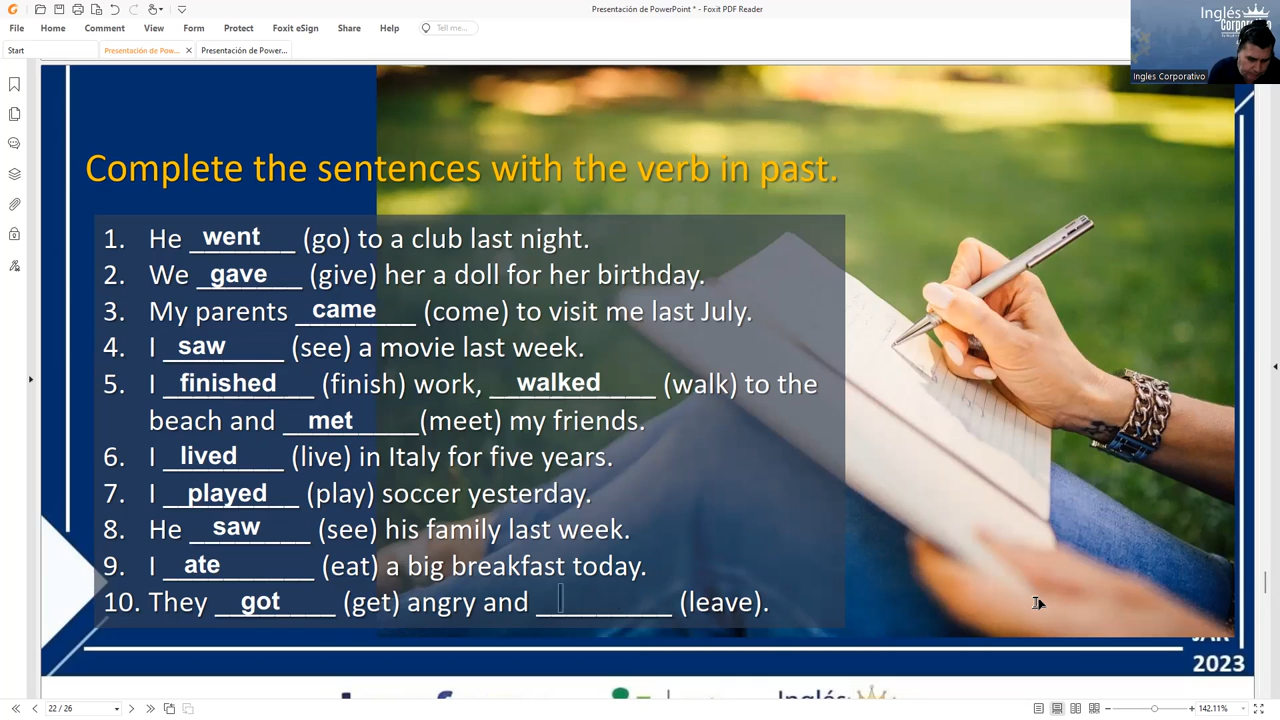 Presentación de PowerPoint * - Foxit PDF Reader
File Home Comment View Form Protect Foxit eSign Share Help Tell me...
Start Presentación de Pow... Presentación de Power...
Inglés
Corporativo
Ingles Corporativo
Complete the sentences with the verb in past.
1. He went (go) to a club last night.
2. We gave (give) her a doll for her birthday.
3. My parents came (come) to visit me last July.
4. I saw (see) a movie last week.
5. I finished (finish) work, walked (walk) to the
beach and met (meet) my friends.
6. I lived (live) in Italy for five years.
7. I played (play) soccer yesterday.
8. He saw (see) his family last week.
9. I ate (eat) a big breakfast today.
10. They got (get) angry and ________ (leave).
2023
22 / 26
142.11%